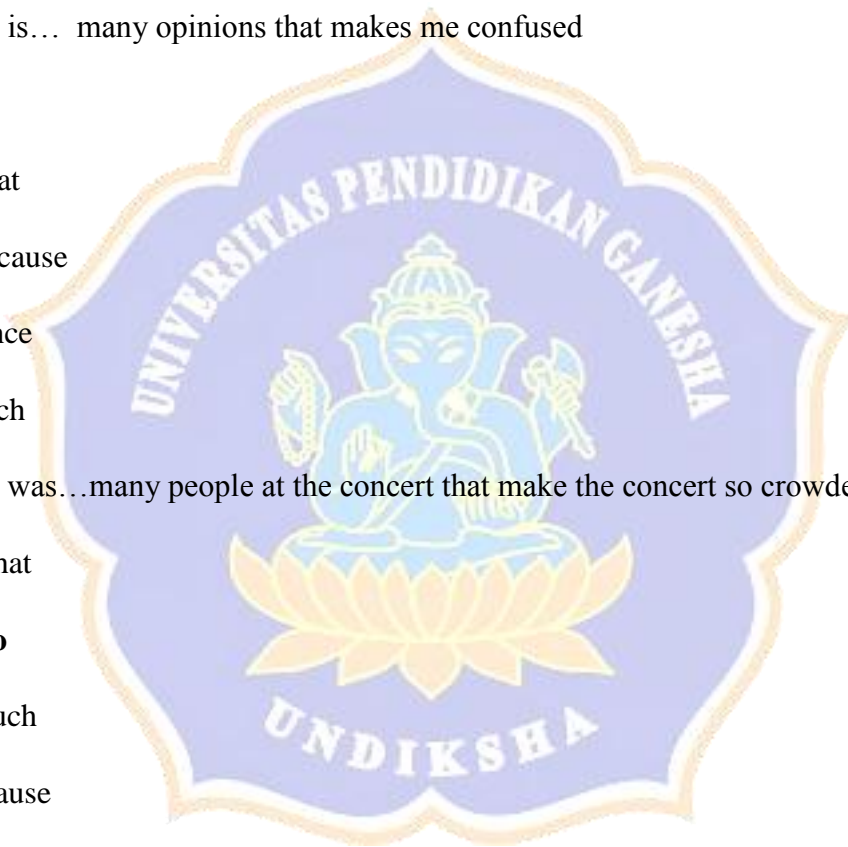 is… many opinions that makes me confused
at
cause
nce
ch
was…many people at the concert that make the concert so crowde
hat
o
uch
ause
UNIVERSITAS PENDIDIKAN GANESHA
UNDIKSHA